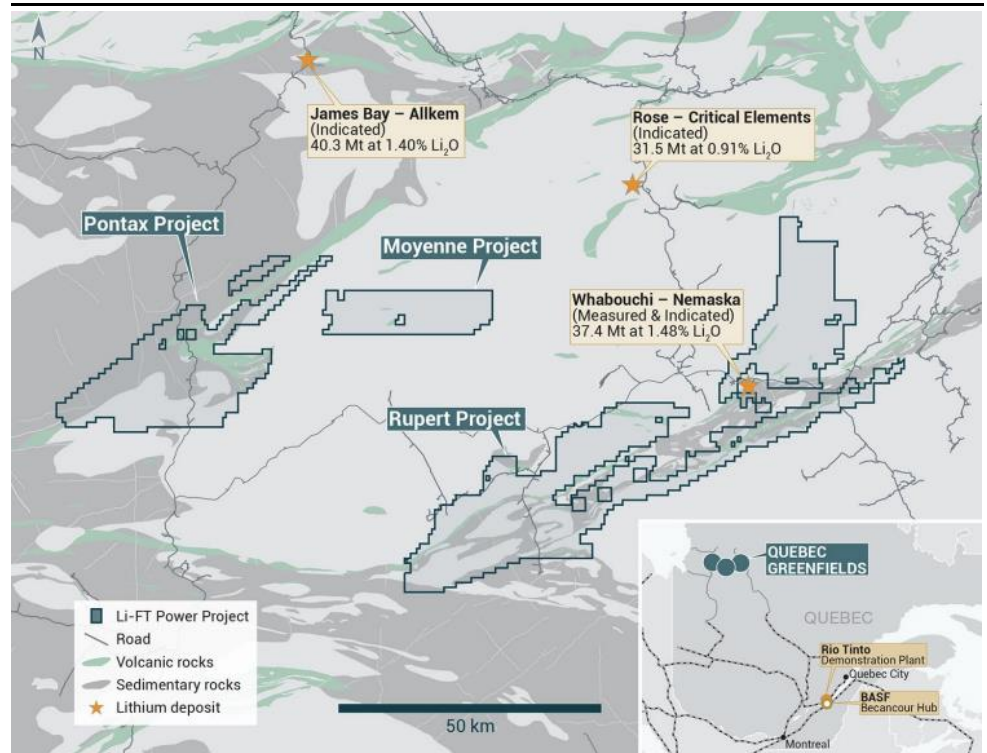 N
James Bay – Allkem
(Indicated)
40.3 Mt at 1.40% Li₂O
Rose – Critical Elements
(Indicated)
31.5 Mt at 0.91% Li₂O
Pontax Project
Moyenne Project
Whabouchi – Nemaska
(Measured & Indicated)
37.4 Mt at 1.48% Li₂O
Rupert Project
Li-FT Power Project
Road
Volcanic rocks
Sedimentary rocks
Lithium deposit
50 km
QUEBEC
GREENFIELDS
QUEBEC
Rio Tinto
Demonstration Plant
Quebec City
BASF
Becancour Hub
Montreal